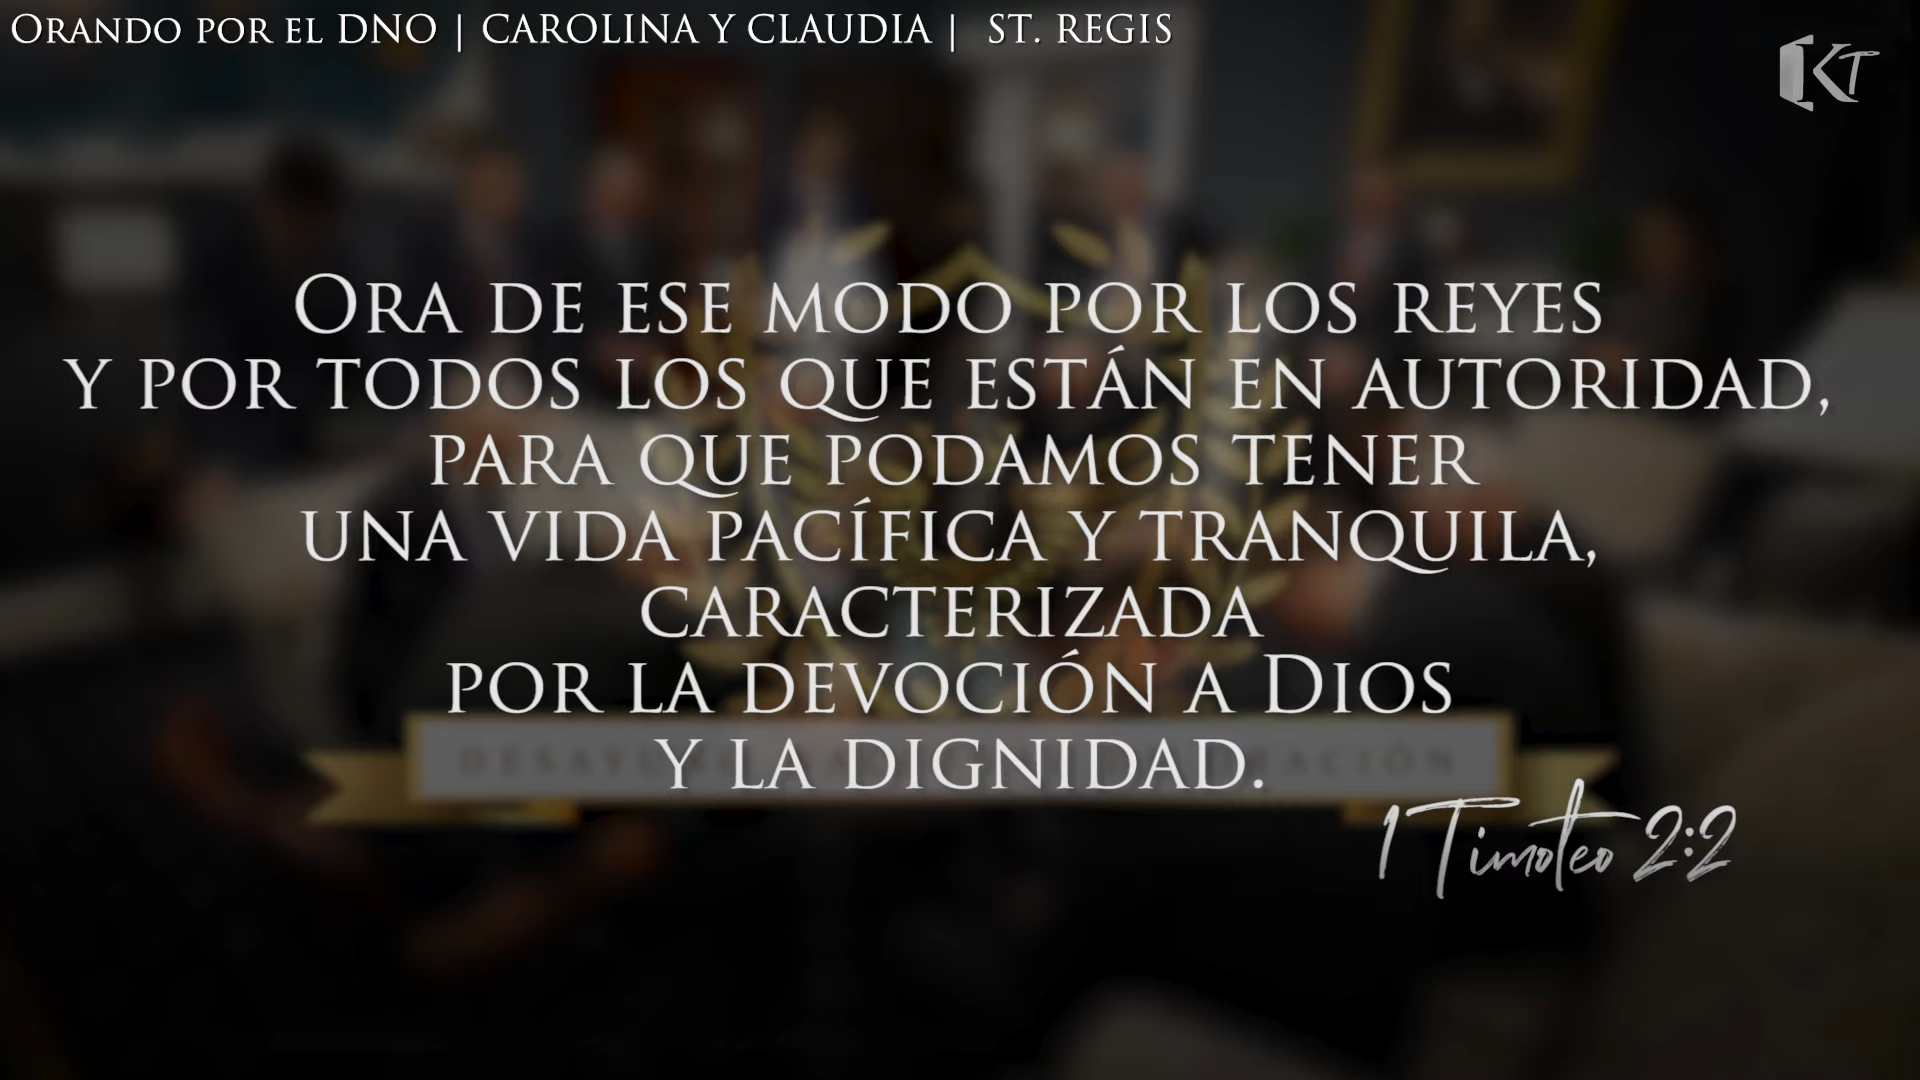 Orando por el DNO | CAROLINA Y CLAUDIA | ST. REGIS
KT
Ora de ese modo por los reyes
y por todos los que están en autoridad,
para que podamos tener
una vida pacífica y tranquila,
caracterizada
por la devoción a Dios
y la dignidad.
1 Timoteo 2:2